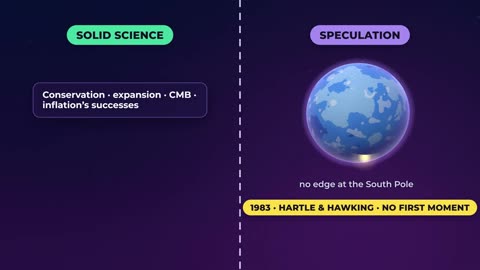 SOLID SCIENCE
Conservation · expansion · CMB ·
inflation's successes
SPECULATION
no edge at the South Pole
1983 · HARTLE & HAWKING · NO FIRST MOMENT